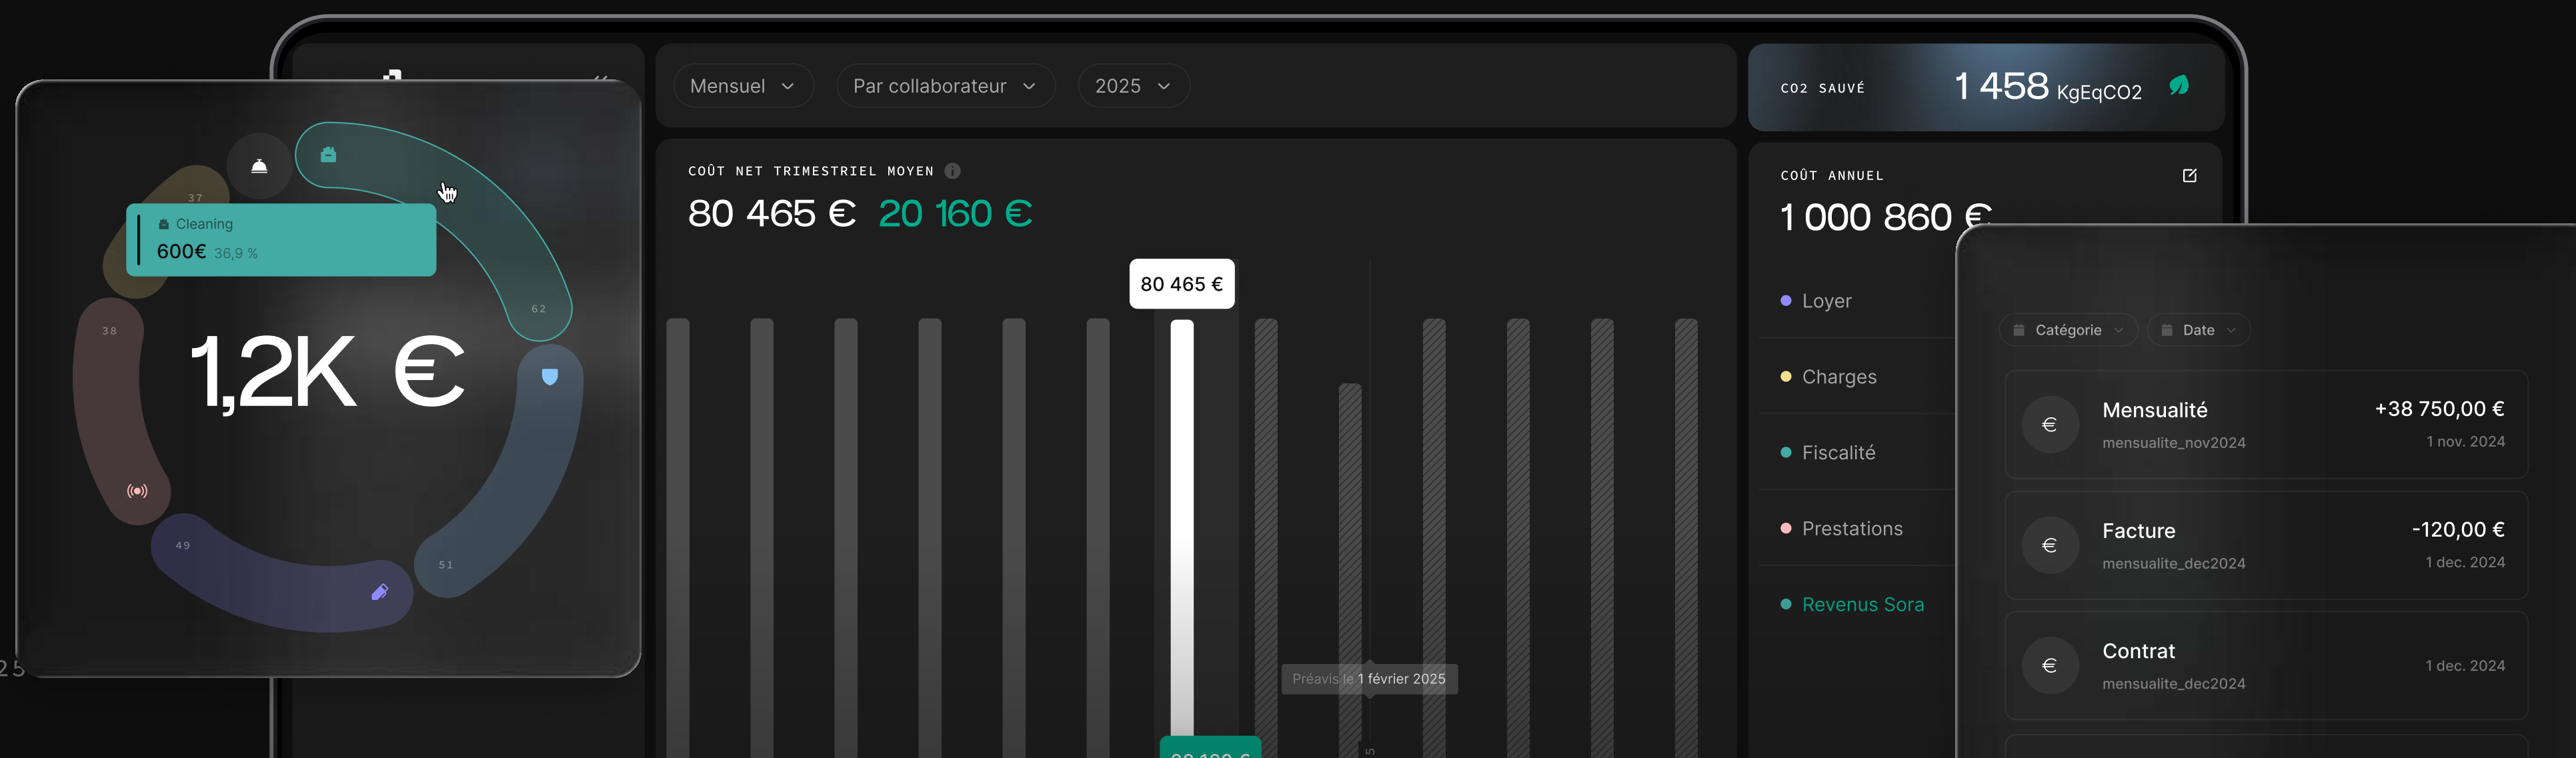 37
Cleaning
600€ 36,9 %
62
38
1,2K €
49
51
25
Mensuel
Par collaborateur
2025
COÛT NET TRIMESTRIEL MOYEN
80 465 € 20 160 €
80 465 €
Préavis le 1 février 2025
5
CO2 SAUVÉ
1 458 KgEqCO2
COÛT ANNUEL
1 000 860 €
Loyer
Charges
Fiscalité
Prestations
Revenus Sora
Catégorie
Date
Mensualité
+38 750,00 €
mensualite_nov2024
1 nov. 2024
Facture
-120,00 €
mensualite_dec2024
1 dec. 2024
Contrat
1 dec. 2024
mensualite_dec2024